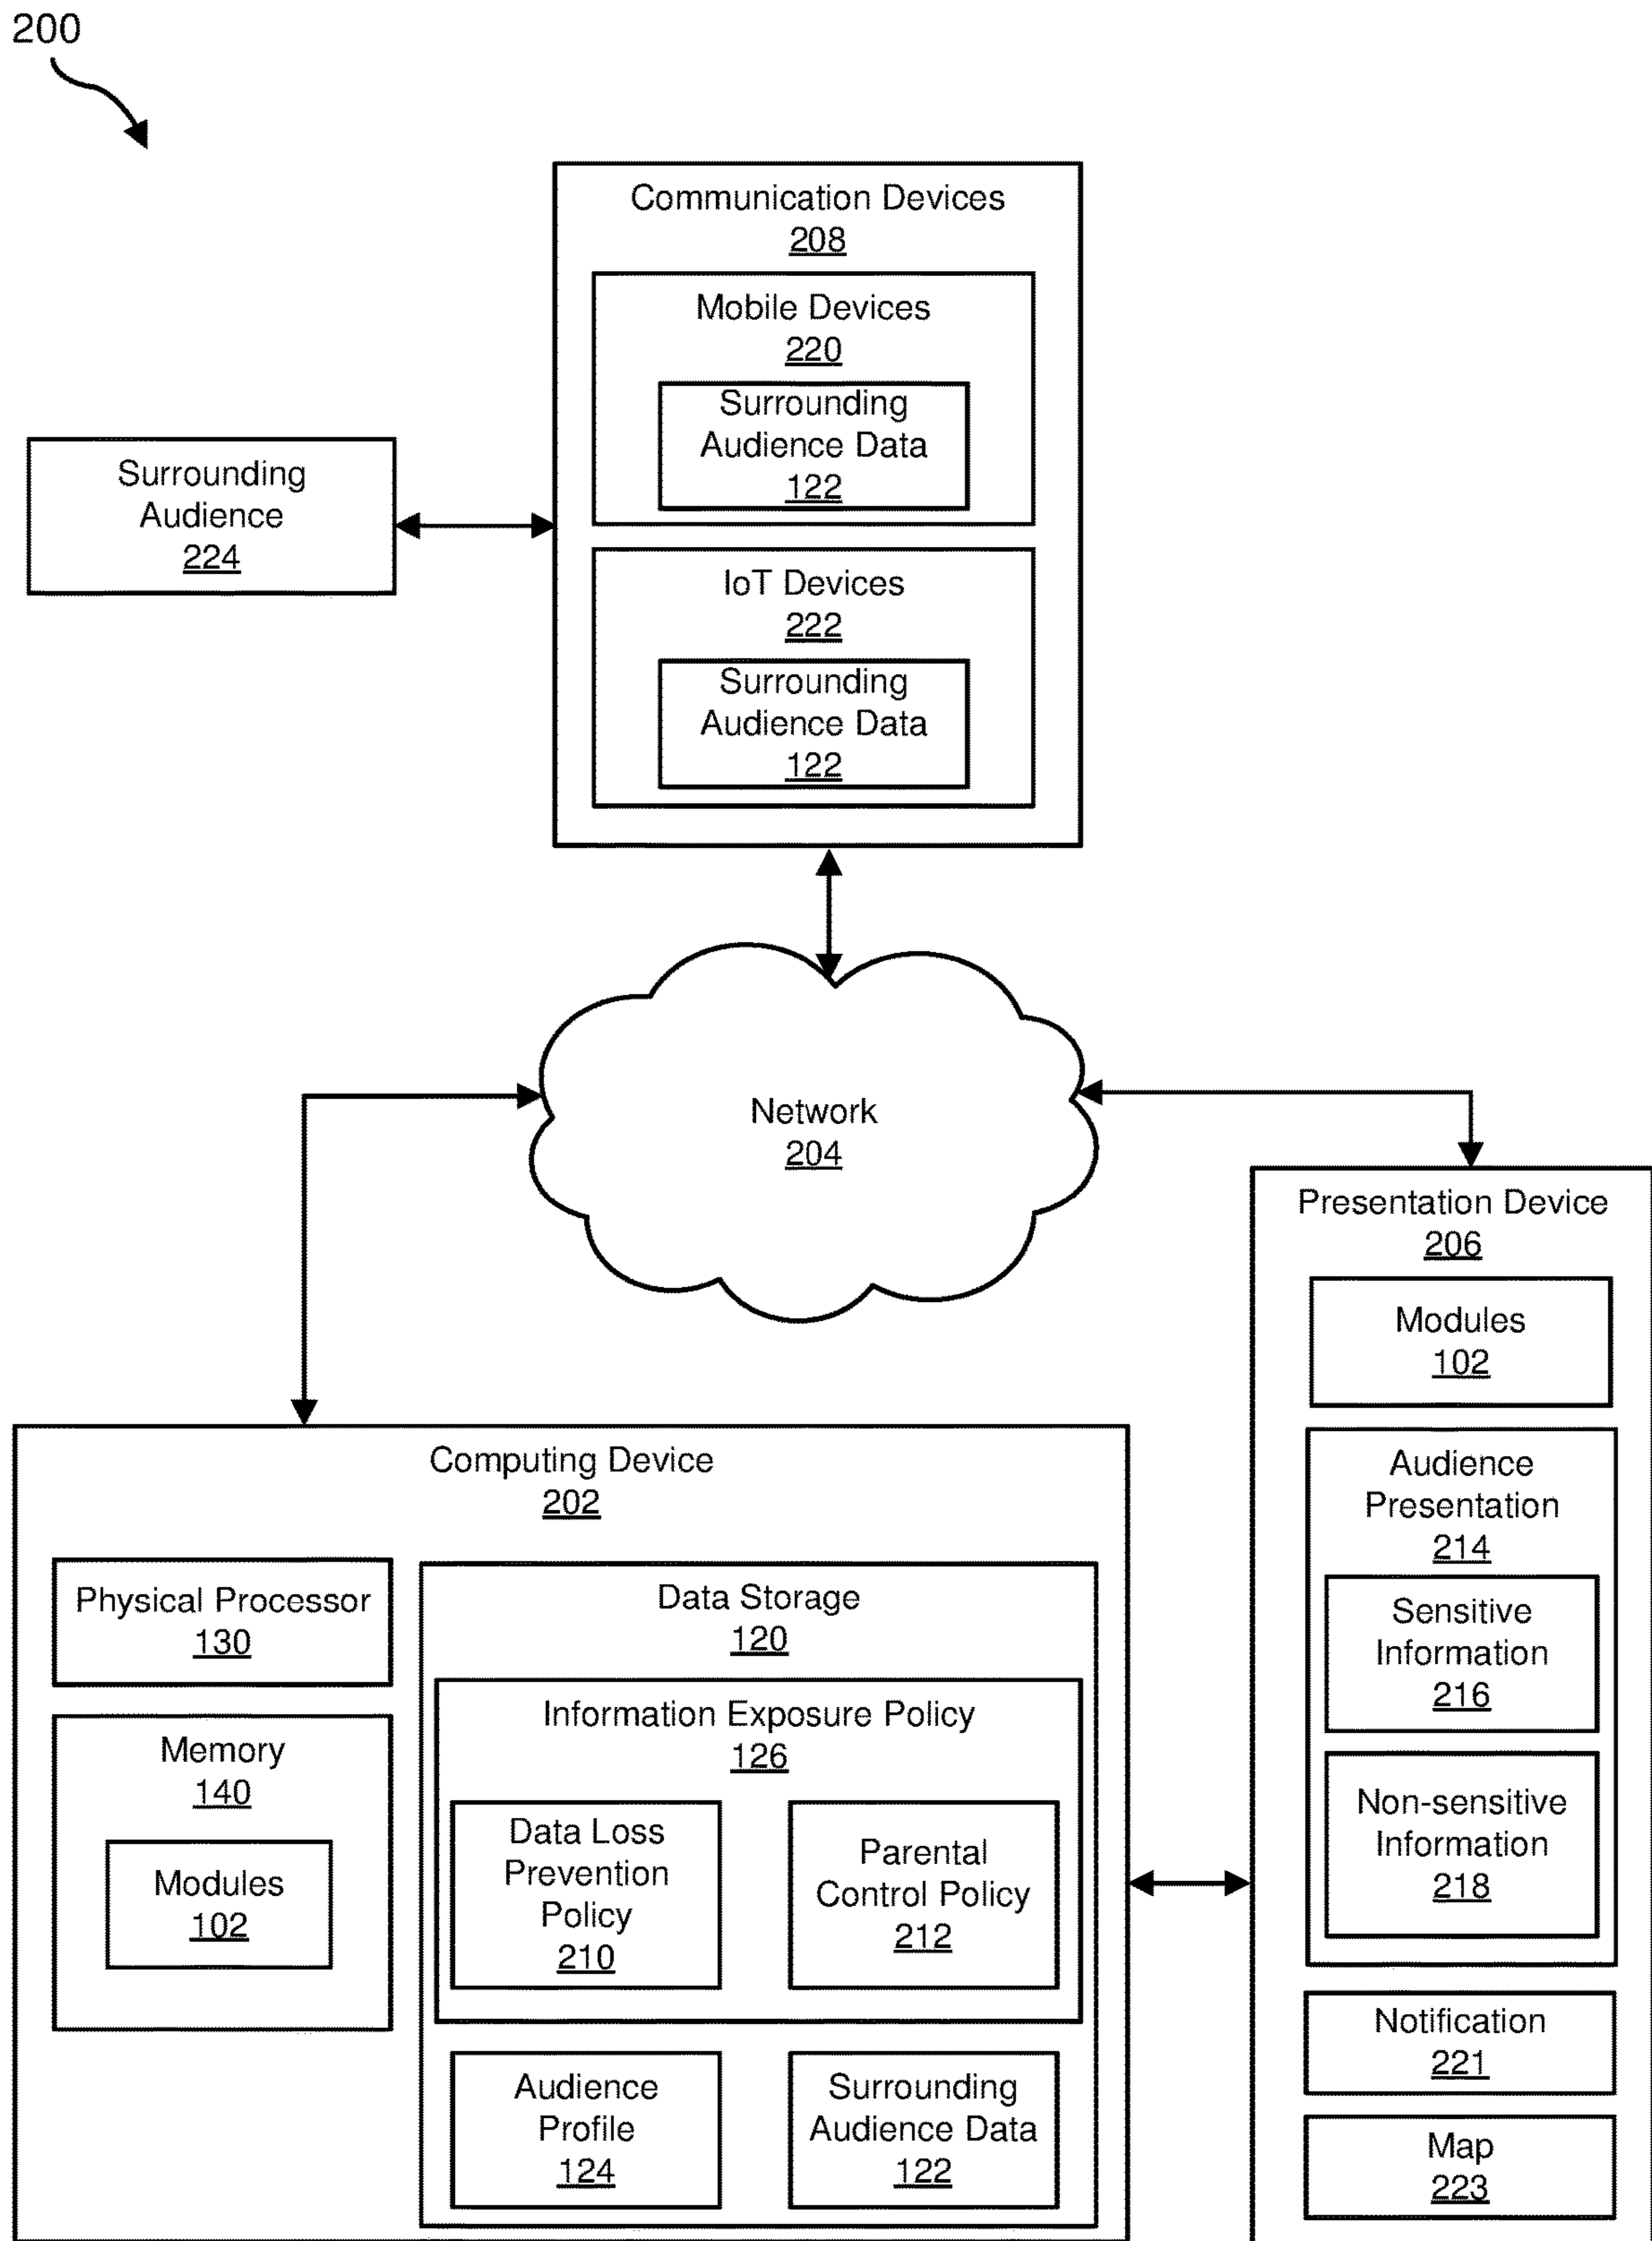 200
Communication Devices
208
Mobile Devices
220
Surrounding
Audience Data
122
Surrounding
Audience
224
IoT Devices
222
Surrounding
Audience Data
122
Network
204
Presentation Device
206
Modules
102
Audience
Presentation
214
Sensitive
Information
216
Non-sensitive
Information
218
Notification
221
Map
223
Computing Device
202
Physical Processor
130
Memory
140
Modules
102
Data Storage
120
Information Exposure Policy
126
Data Loss
Prevention
Policy
210
Parental
Control Policy
212
Audience
Profile
124
Surrounding
Audience Data
122